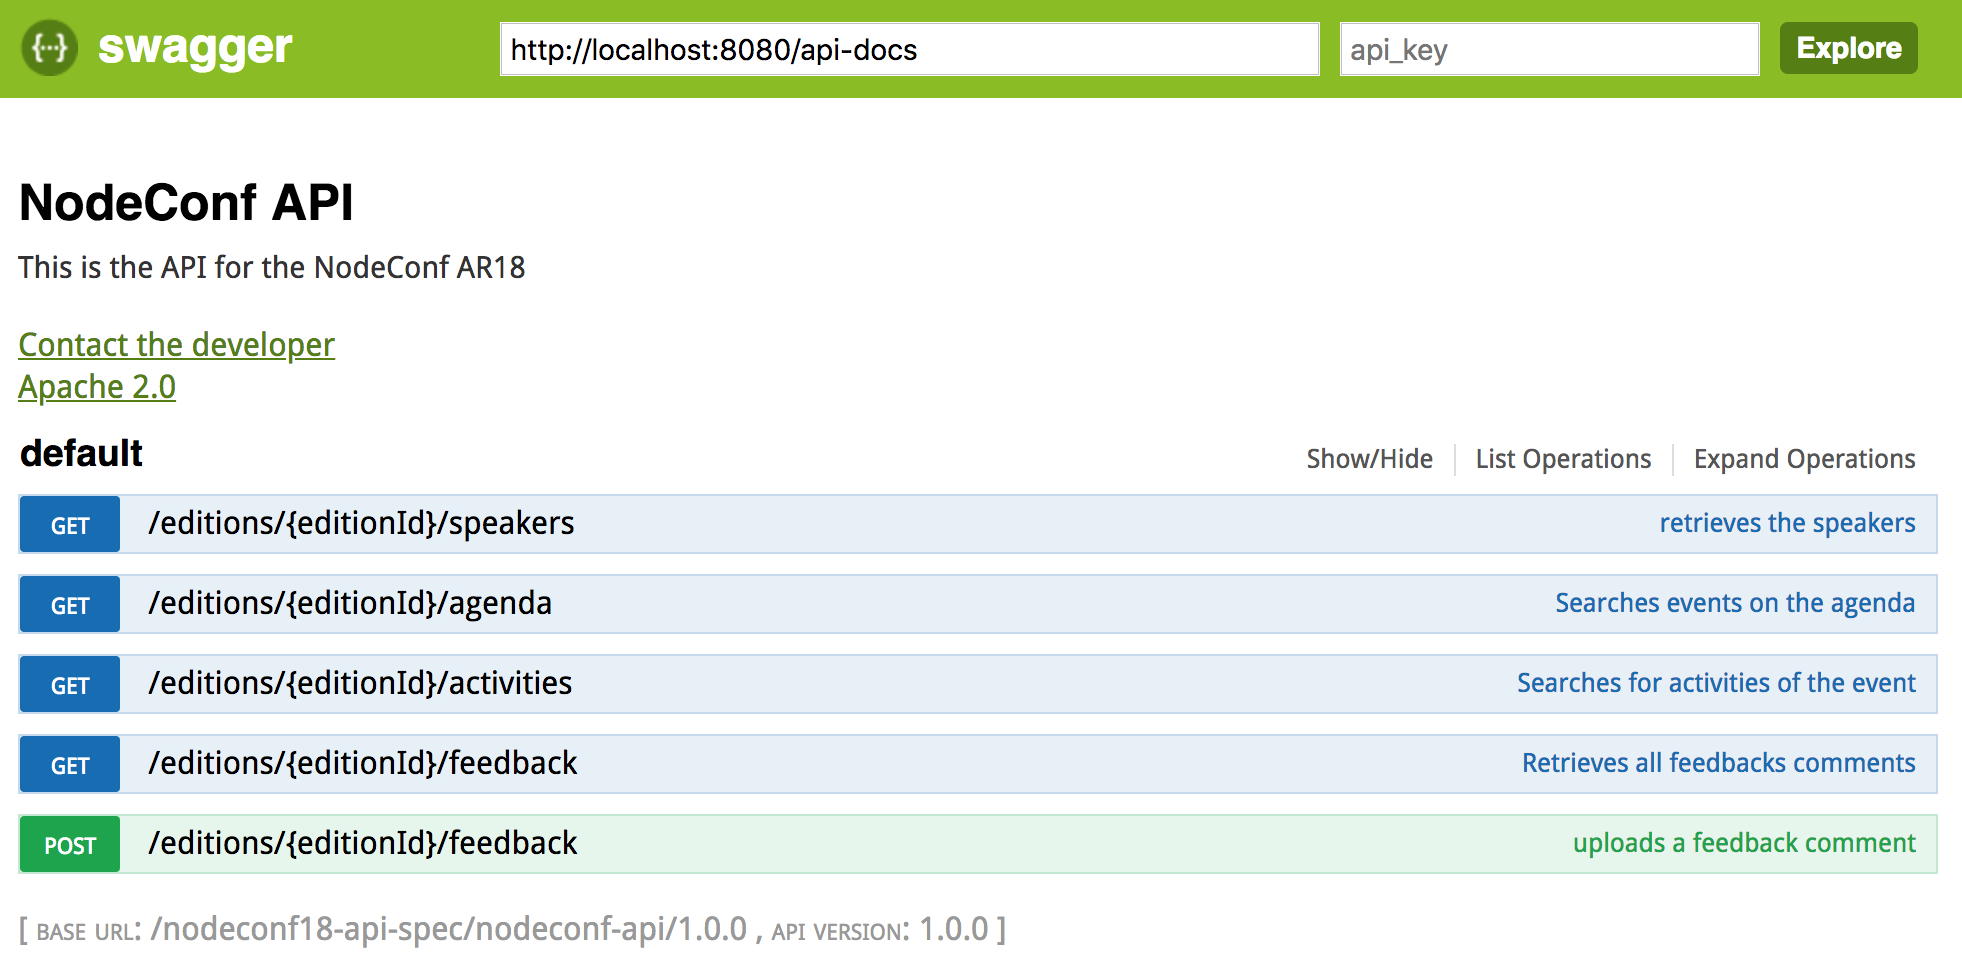 {···} swagger http://localhost:8080/api-docs api_key Explore
NodeConf API
This is the API for the NodeConf AR18
Contact the developer
Apache 2.0
default Show/Hide List Operations Expand Operations
GET /editions/{editionId}/speakers retrieves the speakers
GET /editions/{editionId}/agenda Searches events on the agenda
GET /editions/{editionId}/activities Searches for activities of the event
GET /editions/{editionId}/feedback Retrieves all feedbacks comments
POST /editions/{editionId}/feedback uploads a feedback comment
[ BASE URL: /nodeconf18-api-spec/nodeconf-api/1.0.0 , API VERSION: 1.0.0 ]